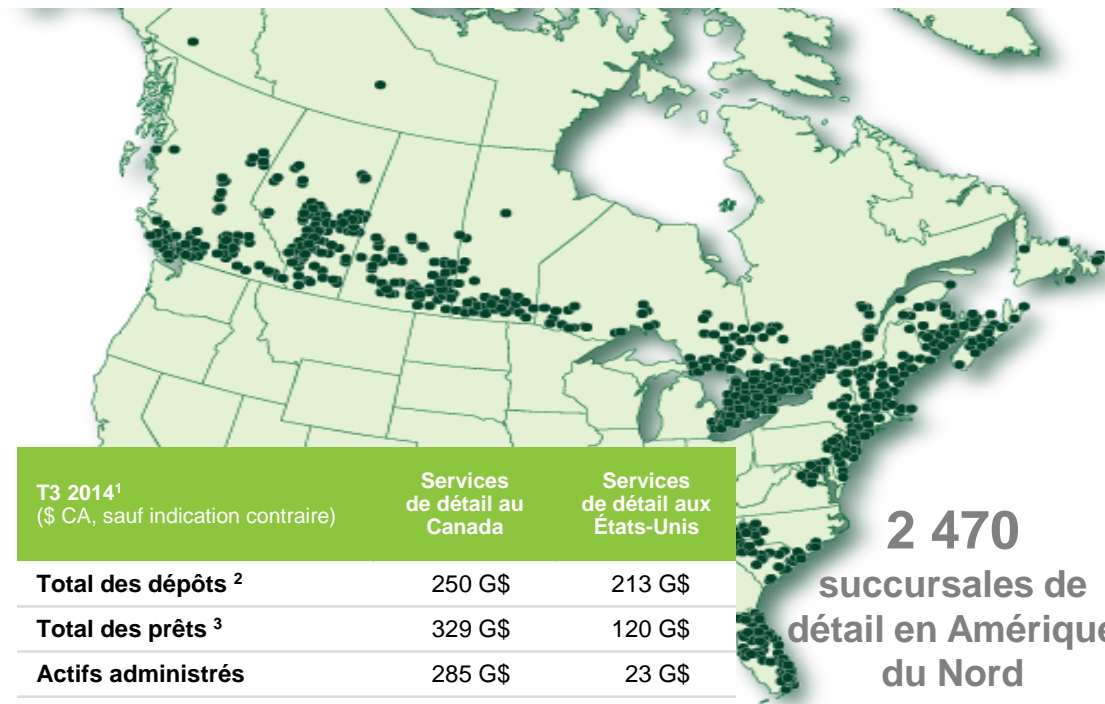 T3 2014¹
($ CA, sauf indication contraire)
Services
de détail au
Canada
Services
de détail aux
États-Unis
Total des dépôts ² 250 G$ 213 G$
Total des prêts ³ 329 G$ 120 G$
Actifs administrés 285 G$ 23 G$
2 470
succursales de
détail en Amérique
du Nord